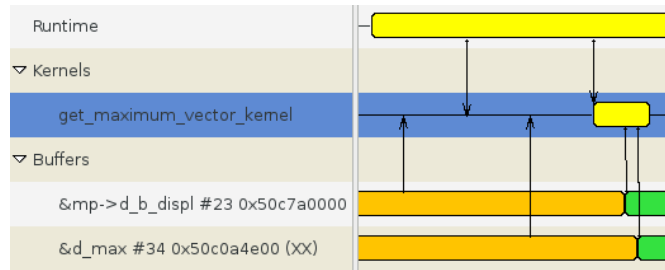 Runtime
Kernels
get_maximum_vector_kernel
Buffers
&mp->d_b_displ #23 0x50c7a0000
&d_max #34 0x50c0a4e00 (XX)